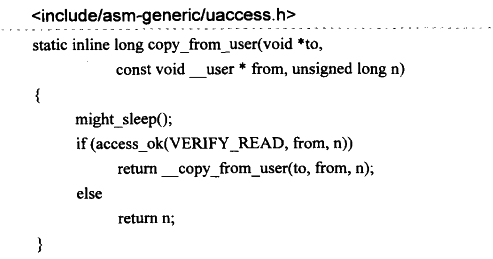 <include/asm-generic/uaccess.h>
static inline long copy_from_user(void *to,
const void __user * from, unsigned long n)
{
might_sleep();
if (access_ok(VERIFY_READ, from, n))
return __copy_from_user(to, from, n);
else
return n;
}